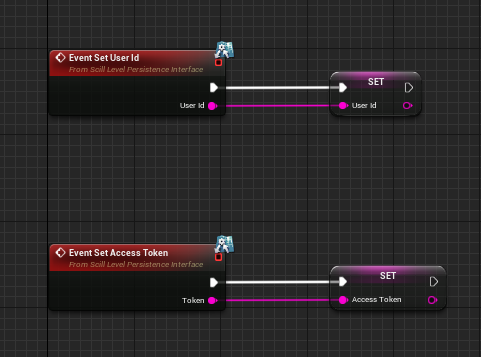 Event Set User Id
From Scill Level Persistence Interface
SET
User Id
User Id
Event Set Access Token
From Scill Level Persistence Interface
SET
Token
Access Token